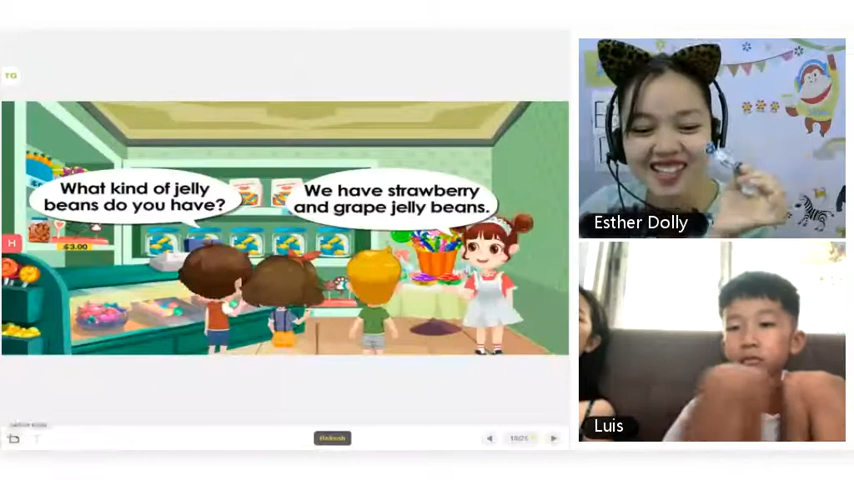 TG
What kind of jelly
beans do you have?
We have strawberry
and grape jelly beans.
£3.00
H
Esther Dolly
Luis